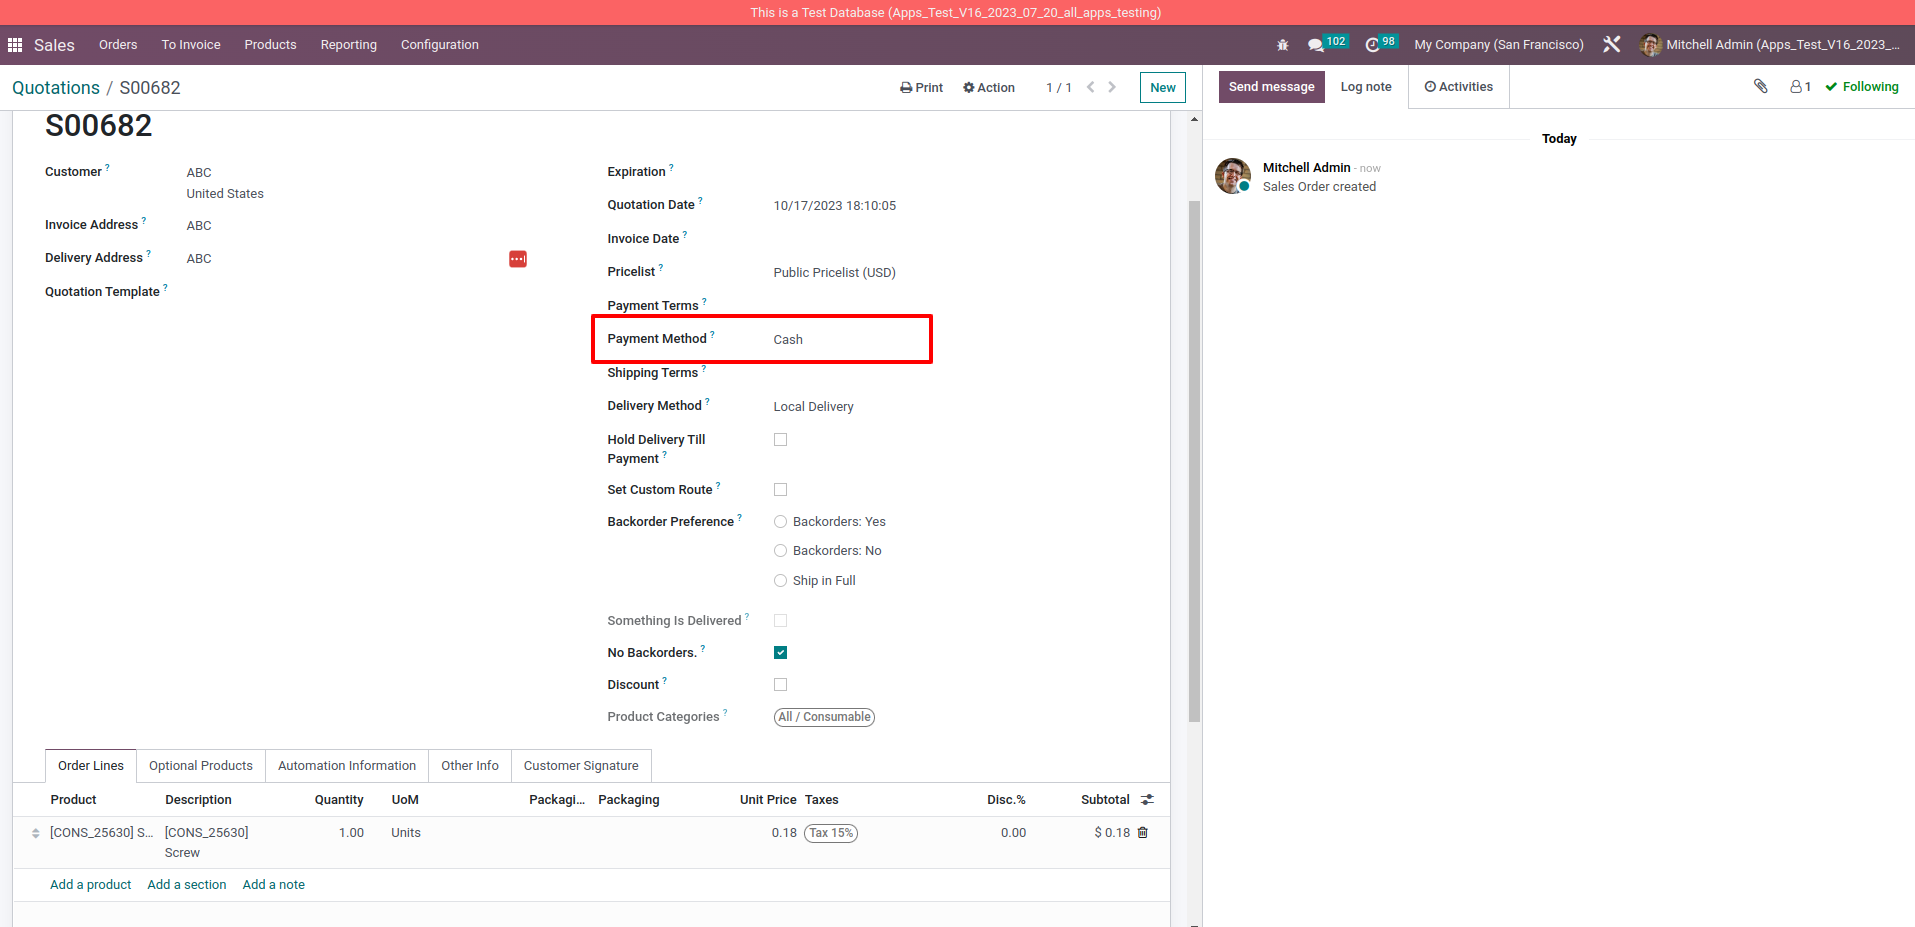 This is a Test Database (Apps_Test_V16_2023_07_20_all_apps_testing)
Sales Orders To Invoice Products Reporting Configuration 102 98 My Company (San Francisco) Mitchell Admin (Apps_Test_V16_2023_...
Quotations / S00682 Print Action 1 / 1 New Send message Log note Activities 1 Following
S00682
Customer ? ABC
United States
Invoice Address ? ABC
Delivery Address ? ABC
Quotation Template ?
Expiration ?
Quotation Date ? 10/17/2023 18:10:05
Invoice Date ?
Pricelist ? Public Pricelist (USD)
Payment Terms ?
Payment Method ? Cash
Shipping Terms ?
Delivery Method ? Local Delivery
Hold Delivery Till
Payment ?
Set Custom Route ?
Backorder Preference ? Backorders: Yes
Backorders: No
Ship in Full
Something Is Delivered ?
No Backorders. ?
Discount ?
Product Categories ? All / Consumable
Order Lines Optional Products Automation Information Other Info Customer Signature
Product Description Quantity UoM Packagi... Packaging Unit Price Taxes Disc.% Subtotal
[CONS_25630] S... [CONS_25630] 1.00 Units 0.18 Tax 15% 0.00 $ 0.18
Screw
Add a product Add a section Add a note
Today
Mitchell Admin - now
Sales Order created